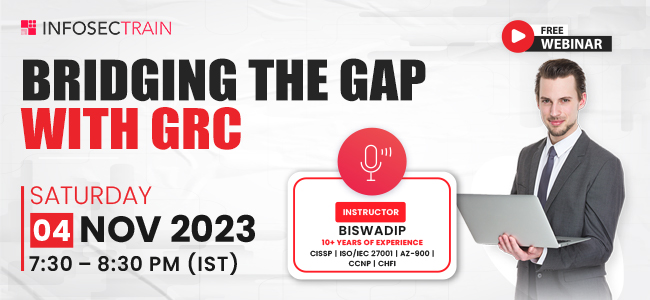 INFOSECTRAIN
FREE
WEBINAR
BRIDGING THE GAP
WITH GRC
SATURDAY
04 NOV 2023
7:30 – 8:30 PM (IST)
INSTRUCTOR
BISWADIP
10+ YEARS OF EXPERIENCE
CISSP | ISO/IEC 27001 | AZ-900 |
CCNP | CHFI